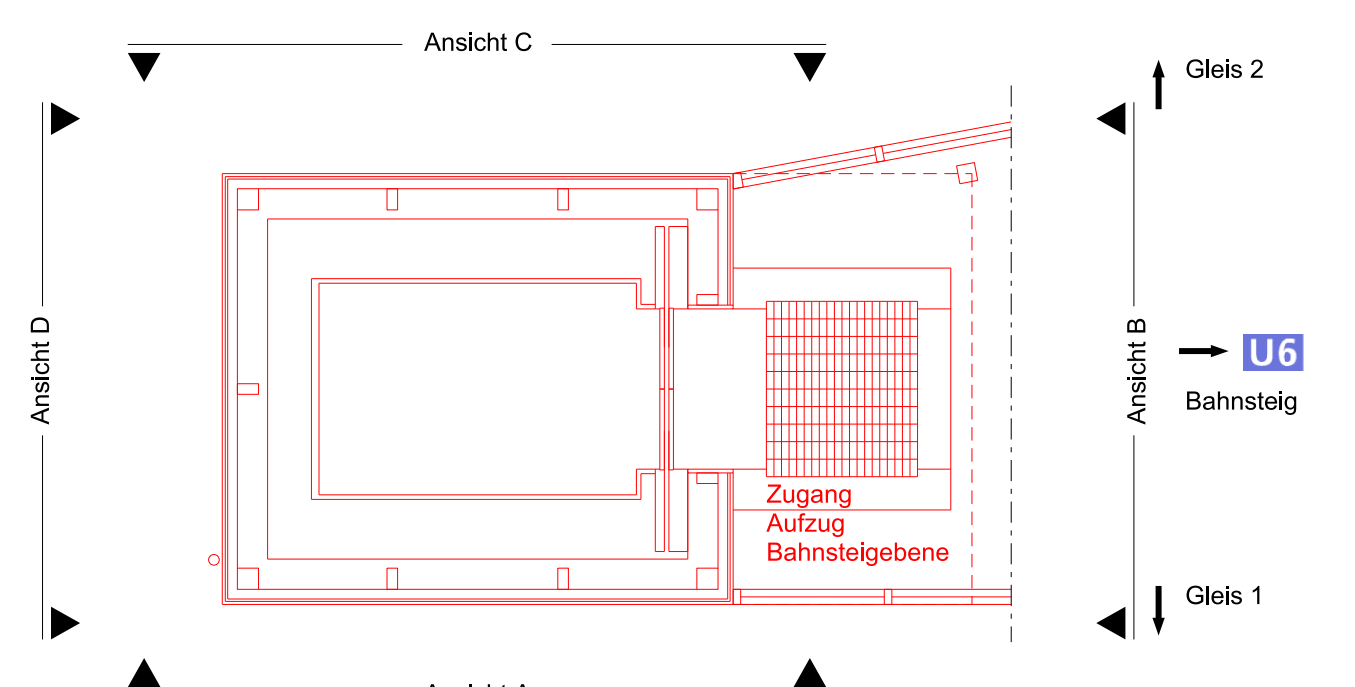 Ansicht C
Gleis 2
Ansicht D
Ansicht B
U6
Bahnsteig
Zugang
Aufzug
Bahnsteigebene
Gleis 1